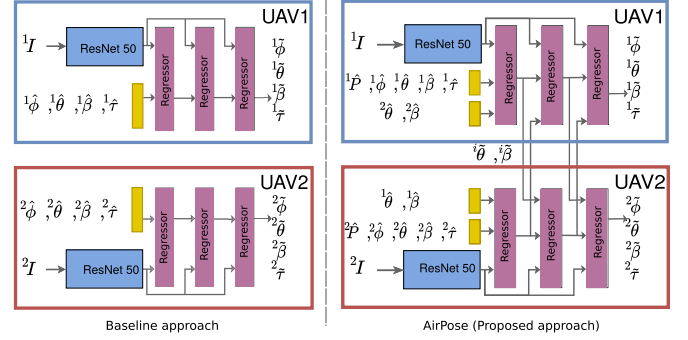 UAV1
¹I
ResNet 50
Regressor
Regressor
Regressor
¹ϕ̂ , ¹θ̂ , ¹β̂ , ¹τ̂
¹ϕ̃
¹θ̃
¹β̃
¹τ̃
UAV2
²ϕ̂ , ²θ̂ , ²β̂ , ²τ̂
Regressor
Regressor
Regressor
²I
ResNet 50
²ϕ̃
²θ̃
²β̃
²τ̃
Baseline approach
UAV1
¹I
ResNet 50
Regressor
Regressor
Regressor
¹P̂ , ¹ϕ̂ , ¹θ̂ , ¹β̂ , ¹τ̂
²θ̂ , ²β̂
¹ϕ̃
¹θ̃
¹β̃
¹τ̃
ⁱθ̃ , ⁱβ̃
UAV2
¹θ̂ , ¹β̂
²P̂ , ²ϕ̂ , ²θ̂ , ²β̂ , ²τ̂
Regressor
Regressor
Regressor
²I
ResNet 50
²ϕ̃
²θ̃
²β̃
²τ̃
AirPose (Proposed approach)